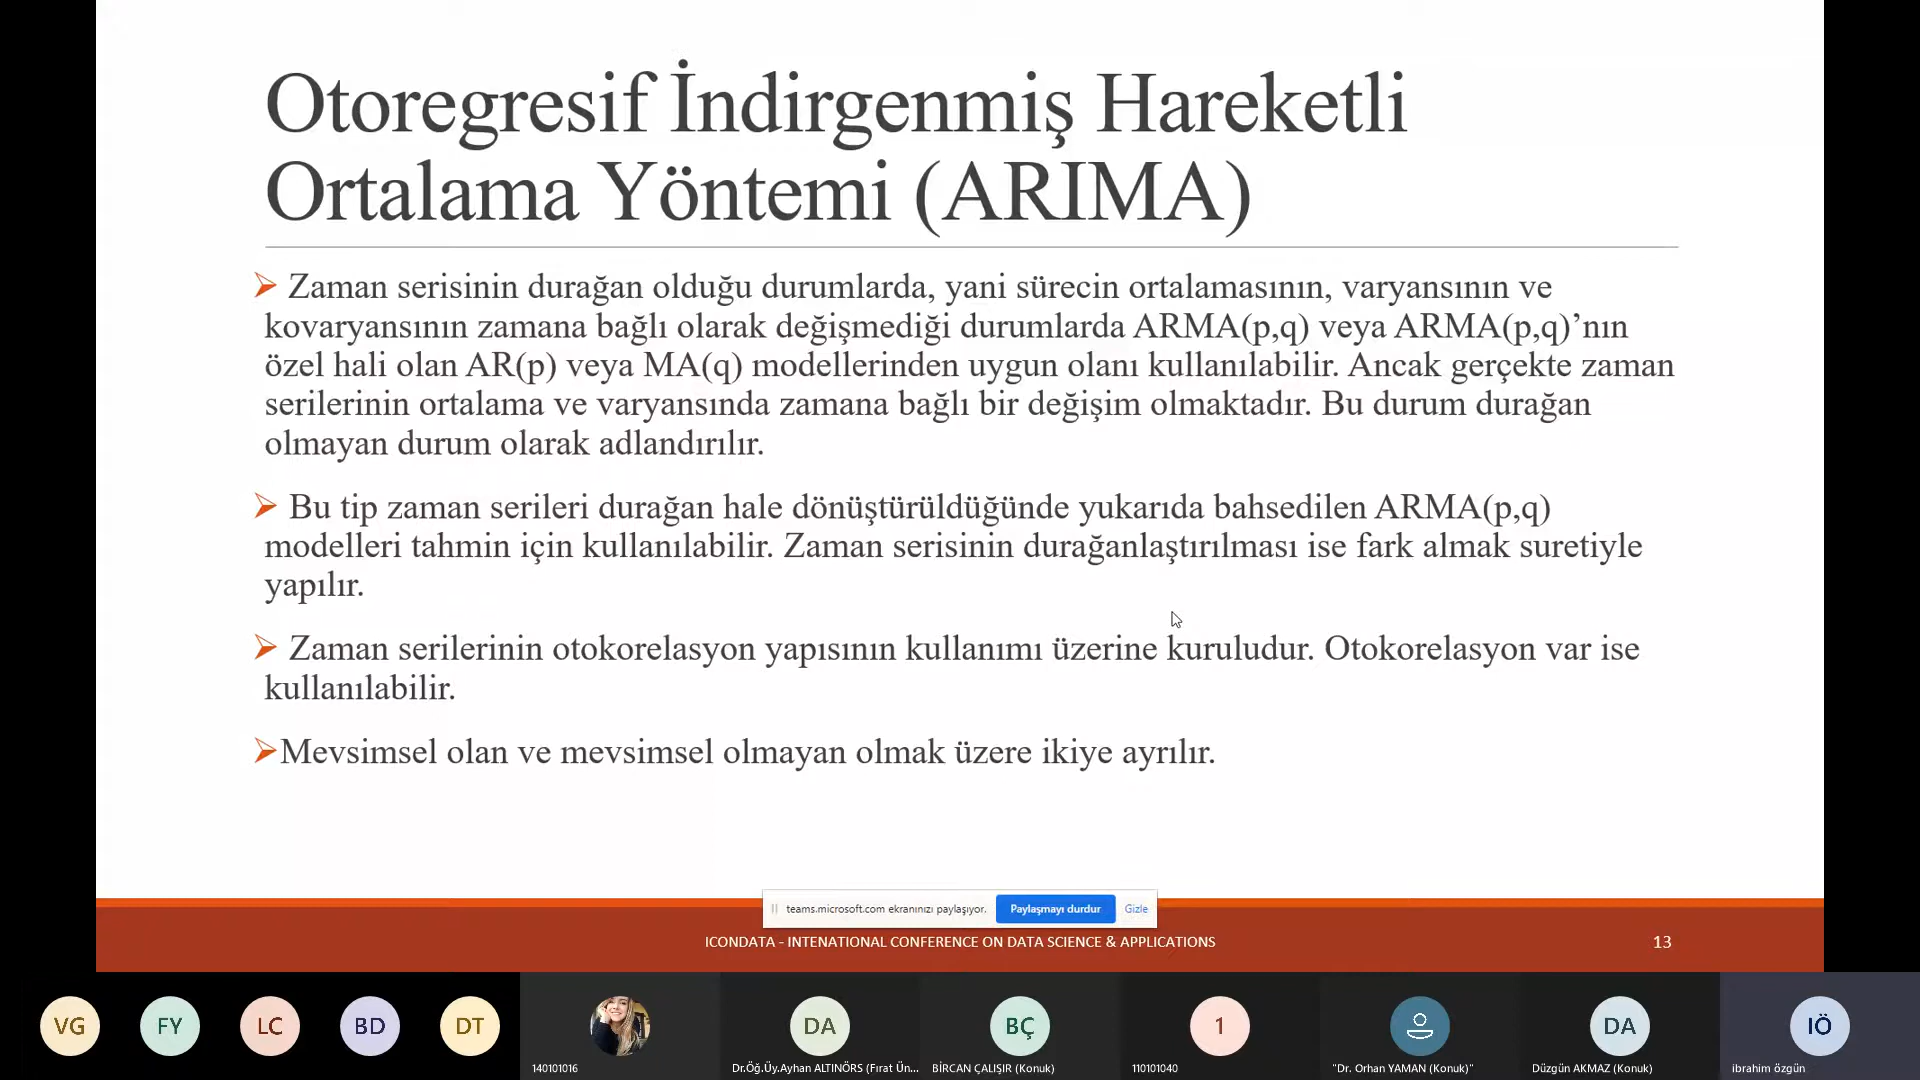 Otoregresif İndirgenmiş Hareketli
Ortalama Yöntemi (ARIMA)
➢ Zaman serisinin durağan olduğu durumlarda, yani sürecin ortalamasının, varyansının ve
kovaryansının zamana bağlı olarak değişmediği durumlarda ARMA(p,q) veya ARMA(p,q)’nın
özel hali olan AR(p) veya MA(q) modellerinden uygun olanı kullanılabilir. Ancak gerçekte zaman
serilerinin ortalama ve varyansında zamana bağlı bir değişim olmaktadır. Bu durum durağan
olmayan durum olarak adlandırılır.
➢ Bu tip zaman serileri durağan hale dönüştürüldüğünde yukarıda bahsedilen ARMA(p,q)
modelleri tahmin için kullanılabilir. Zaman serisinin durağanlaştırılması ise fark almak suretiyle
yapılır.
➢ Zaman serilerinin otokorelasyon yapısının kullanımı üzerine kuruludur. Otokorelasyon var ise
kullanılabilir.
➢Mevsimsel olan ve mevsimsel olmayan olmak üzere ikiye ayrılır.
teams.microsoft.com ekranınızı paylaşıyor. Paylaşmayı durdur Gizle
ICONDATA - INTENATIONAL CONFERENCE ON DATA SCIENCE & APPLICATIONS 13
VG FY LC BD DT DA BÇ 1 DA IÖ
140101016 Dr.Öğ.Üy.Ayhan ALTINÖRS (Fırat Ün... BİRCAN ÇALIŞIR (Konuk) 110101040 "Dr. Orhan YAMAN (Konuk)" Düzgün AKMAZ (Konuk) ibrahim özgün